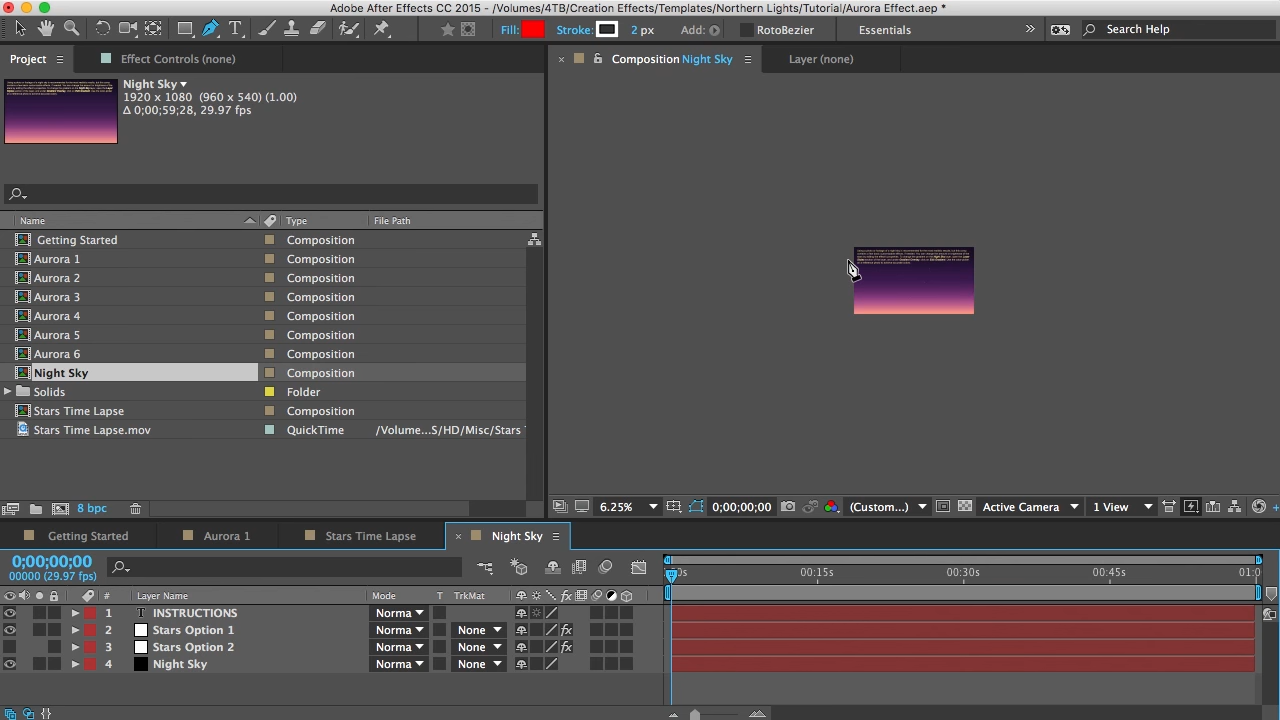 Adobe After Effects CC 2015 - /Volumes/4TB/Creation Effects/Templates/Northern Lights/Tutorial/Aurora Effect.aep *
Fill: Stroke: 2 px Add: RotoBezier Essentials Search Help
Project Effect Controls (none)
Composition Night Sky Layer (none)
Night Sky
1920 x 1080 (960 x 540) (1.00)
Δ 0;00;59;28, 29.97 fps
Name Type File Path
Getting Started Composition
Aurora 1 Composition
Aurora 2 Composition
Aurora 3 Composition
Aurora 4 Composition
Aurora 5 Composition
Aurora 6 Composition
Night Sky Composition
Solids Folder
Stars Time Lapse Composition
Stars Time Lapse.mov QuickTime /Volume...S/HD/Misc/Stars
8 bpc
6.25% 0;00;00;00 (Custom...) Active Camera 1 View
Getting Started Aurora 1 Stars Time Lapse Night Sky
0;00;00;00
00000 (29.97 fps)
0s 00:15s 00:30s 00:45s 01:0
# Layer Name Mode T TrkMat
1 T INSTRUCTIONS Norma
2 Stars Option 1 Norma None fx
3 Stars Option 2 Norma None fx
4 Night Sky Norma None